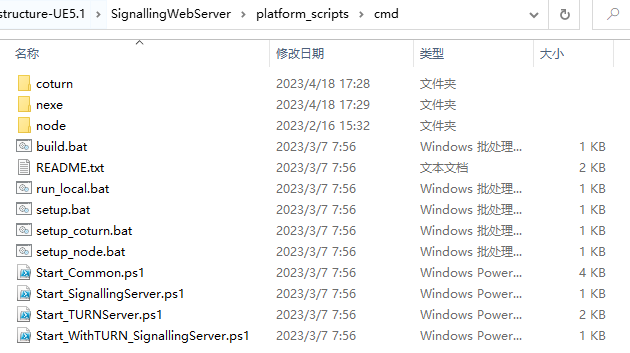 structure-UE5.1 > SignallingWebServer > platform_scripts > cmd
名称 修改日期 类型 大小
coturn 2023/4/18 17:28 文件夹
nexe 2023/4/18 17:29 文件夹
node 2023/2/16 15:32 文件夹
build.bat 2023/3/7 7:56 Windows 批处理... 1 KB
README.txt 2023/3/7 7:56 文本文档 2 KB
run_local.bat 2023/3/7 7:56 Windows 批处理... 1 KB
setup.bat 2023/3/7 7:56 Windows 批处理... 1 KB
setup_coturn.bat 2023/3/7 7:56 Windows 批处理... 1 KB
setup_node.bat 2023/3/7 7:56 Windows 批处理... 1 KB
Start_Common.ps1 2023/3/7 7:56 Windows Power... 4 KB
Start_SignallingServer.ps1 2023/3/7 7:56 Windows Power... 1 KB
Start_TURNServer.ps1 2023/3/7 7:56 Windows Power... 2 KB
Start_WithTURN_SignallingServer.ps1 2023/3/7 7:56 Windows Power... 1 KB